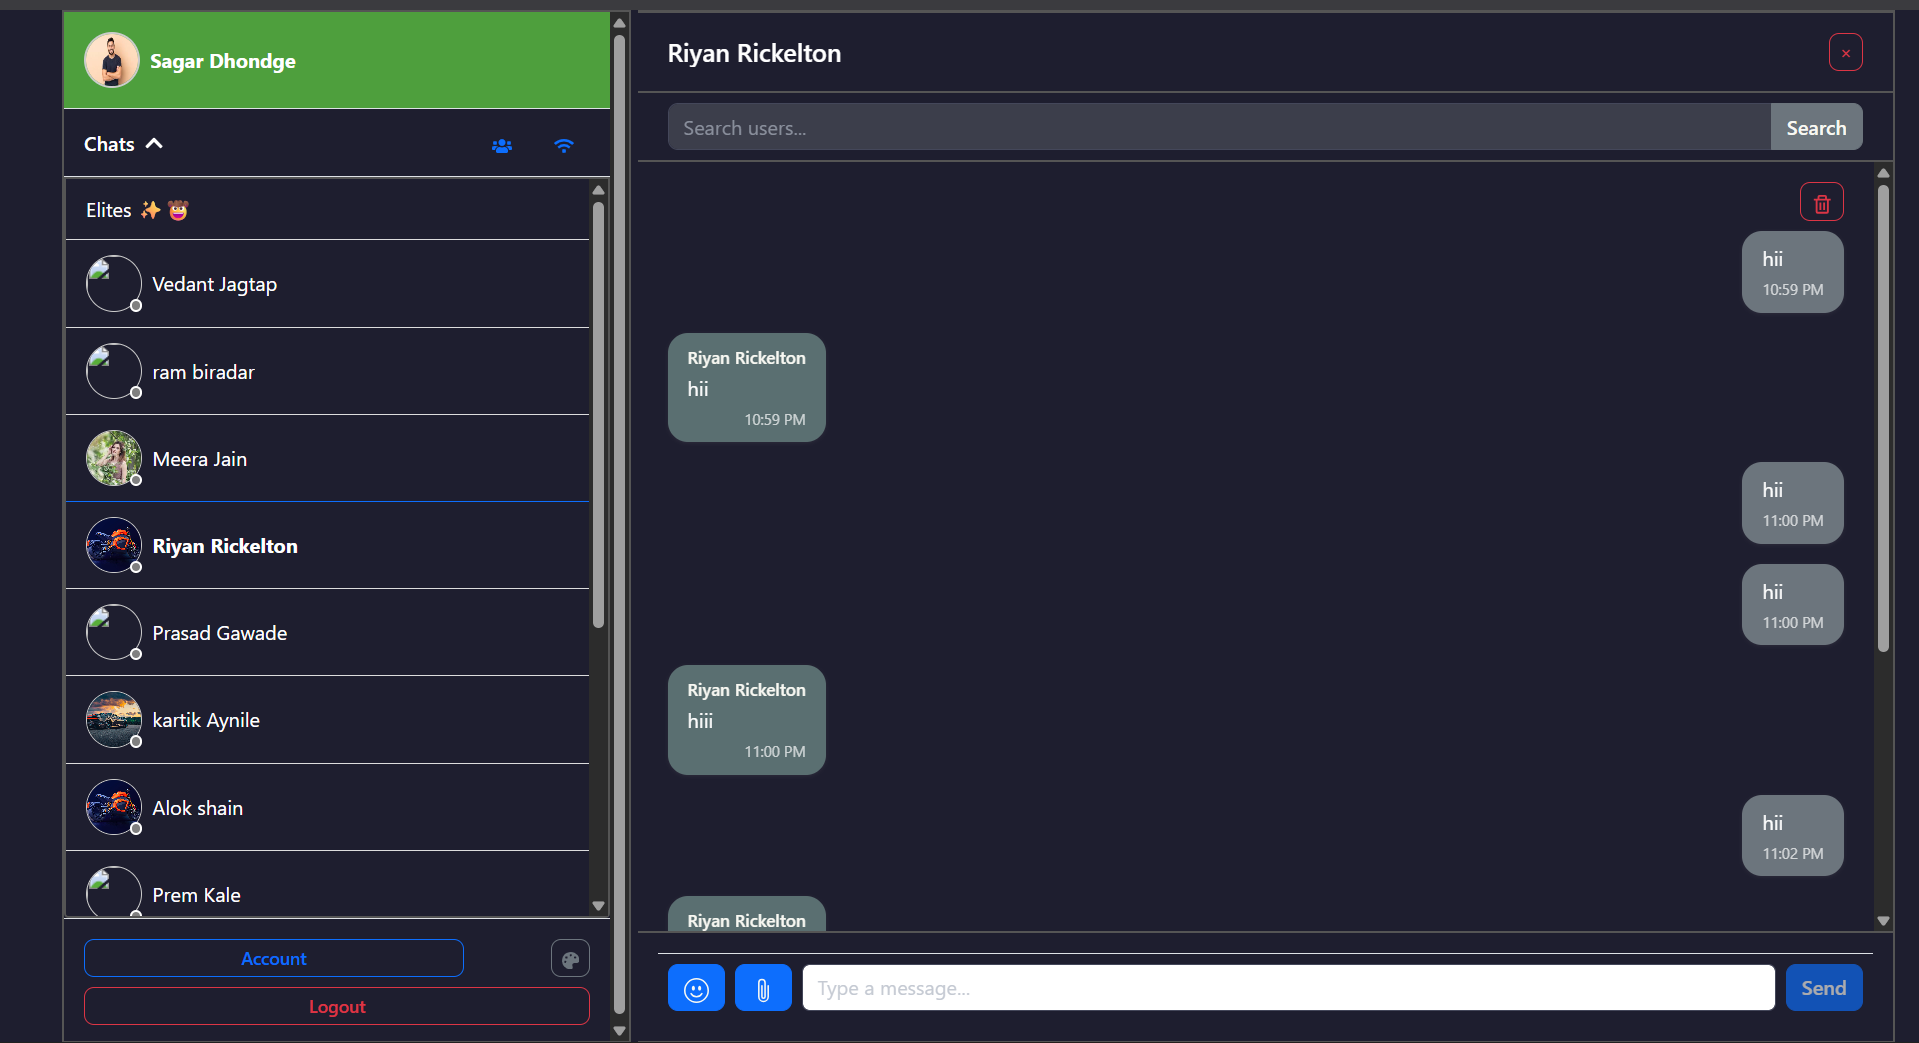 Sagar Dhondge
Chats
Elites ✨🤠
Vedant Jagtap
ram biradar
Meera Jain
Riyan Rickelton
Prasad Gawade
kartik Aynile
Alok shain
Prem Kale
Account
Logout
Riyan Rickelton
×
Search users...
Search
hii
10:59 PM
Riyan Rickelton
hii
10:59 PM
hii
11:00 PM
hii
11:00 PM
Riyan Rickelton
hiii
11:00 PM
hii
11:02 PM
Riyan Rickelton
Type a message...
Send